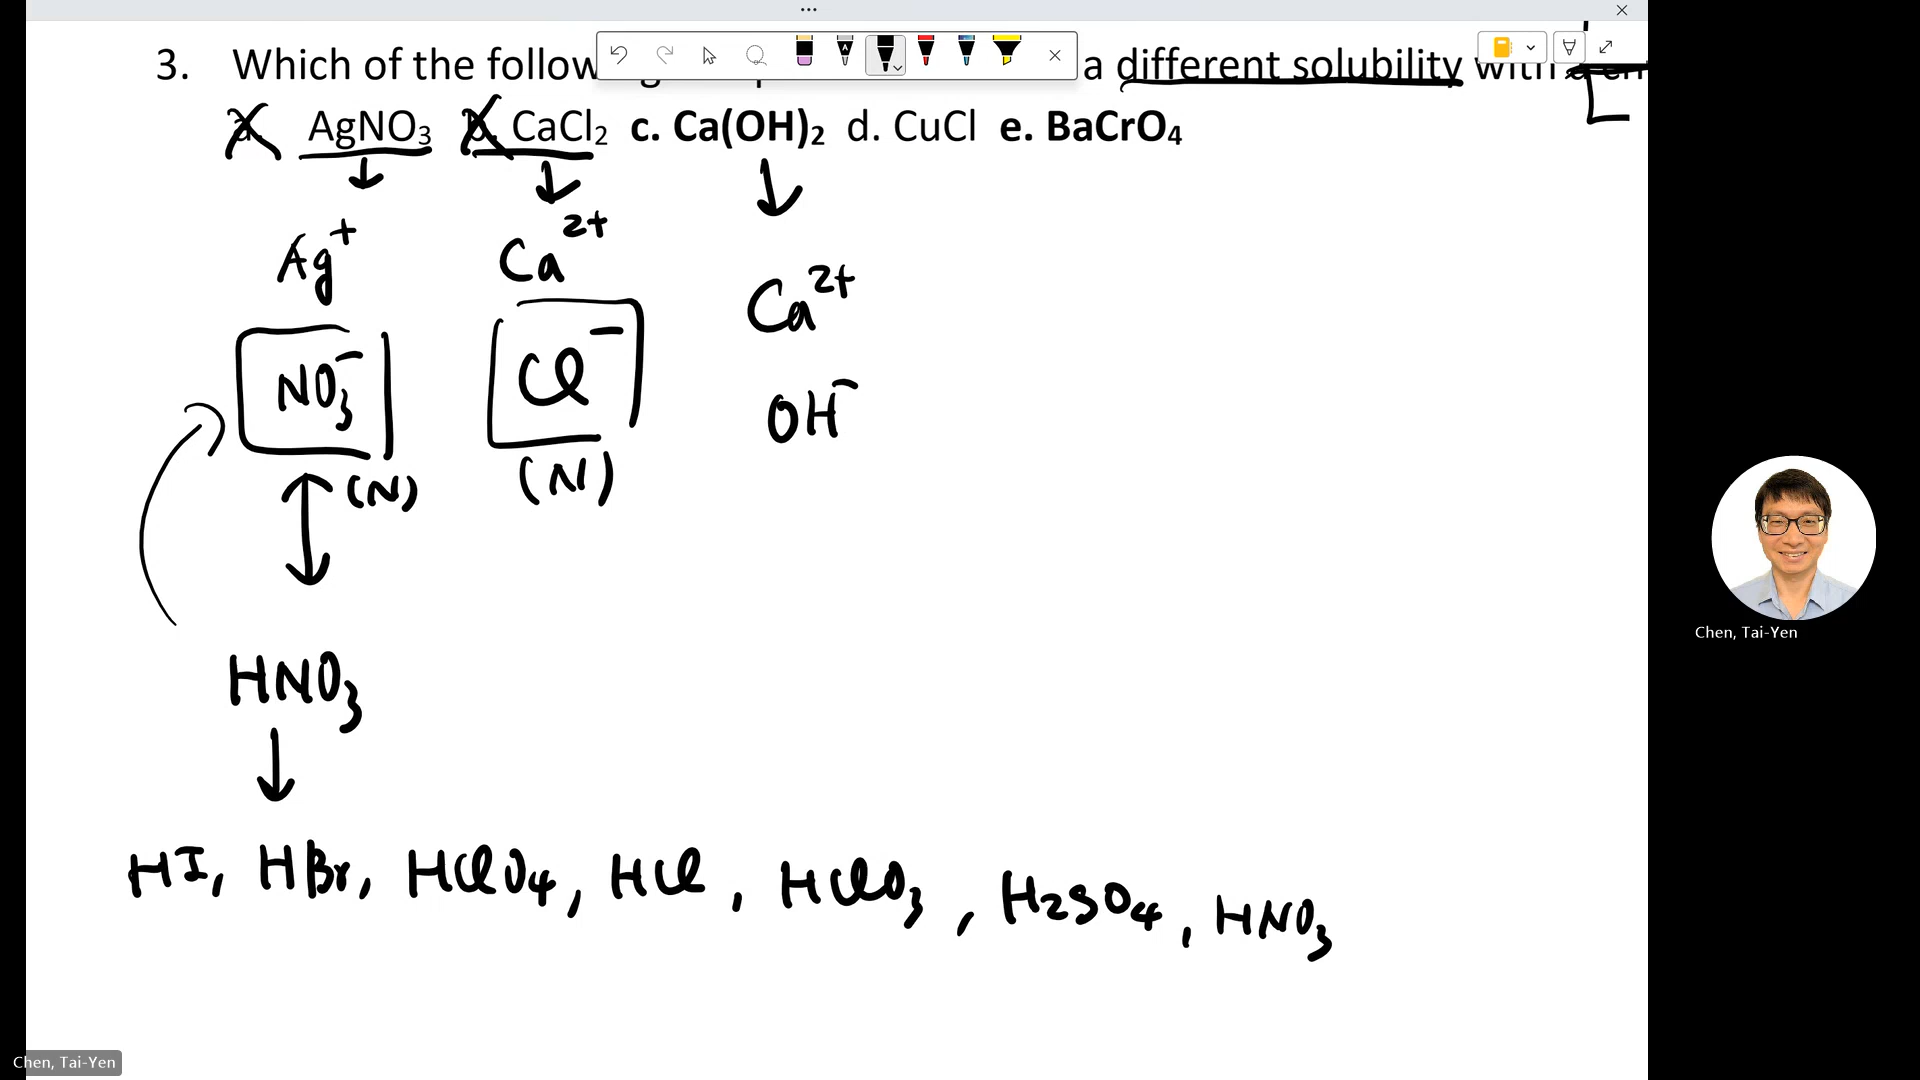 3. Which of the follow a different solubility with
a. AgNO₃ b. CaCl₂ c. Ca(OH)₂ d. CuCl e. BaCrO₄
Ag⁺ Ca²⁺ Ca²⁺
NO₃⁻ Cl⁻ OH⁻
(N) (N)
HNO₃
HI, HBr, HClO₄, HCl, HClO₃, H₂SO₄, HNO₃
Chen, Tai-Yen
Chen, Tai-Yen